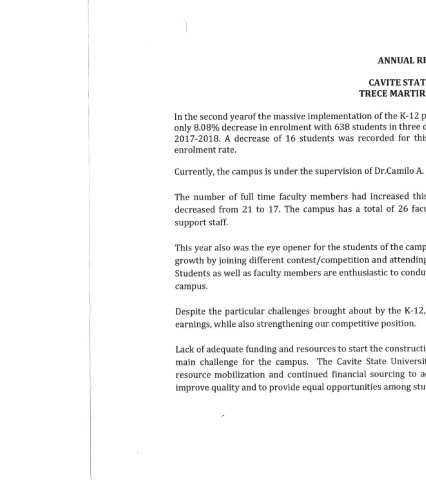 ANNUAL RE
CAVITE STAT
TRECE MARTIR
In the second yearof the massive implementation of the K-12 p
only 8.08% decrease in enrolment with 638 students in three c
2017-2018. A decrease of 16 students was recorded for this
enrolment rate.
Currently, the campus is under the supervision of Dr.Camilo A.
The number of full time faculty members had increased this
decreased from 21 to 17. The campus has a total of 26 facu
support staff.
This year also was the eye opener for the students of the camp
growth by joining different contest/competition and attending
Students as well as faculty members are enthusiastic to condu
campus.
Despite the particular challenges brought about by the K-12,
earnings, while also strengthening our competitive position.
Lack of adequate funding and resources to start the constructi
main challenge for the campus. The Cavite State Universit
resource mobilization and continued financial sourcing to a
improve quality and to provide equal opportunities among stu